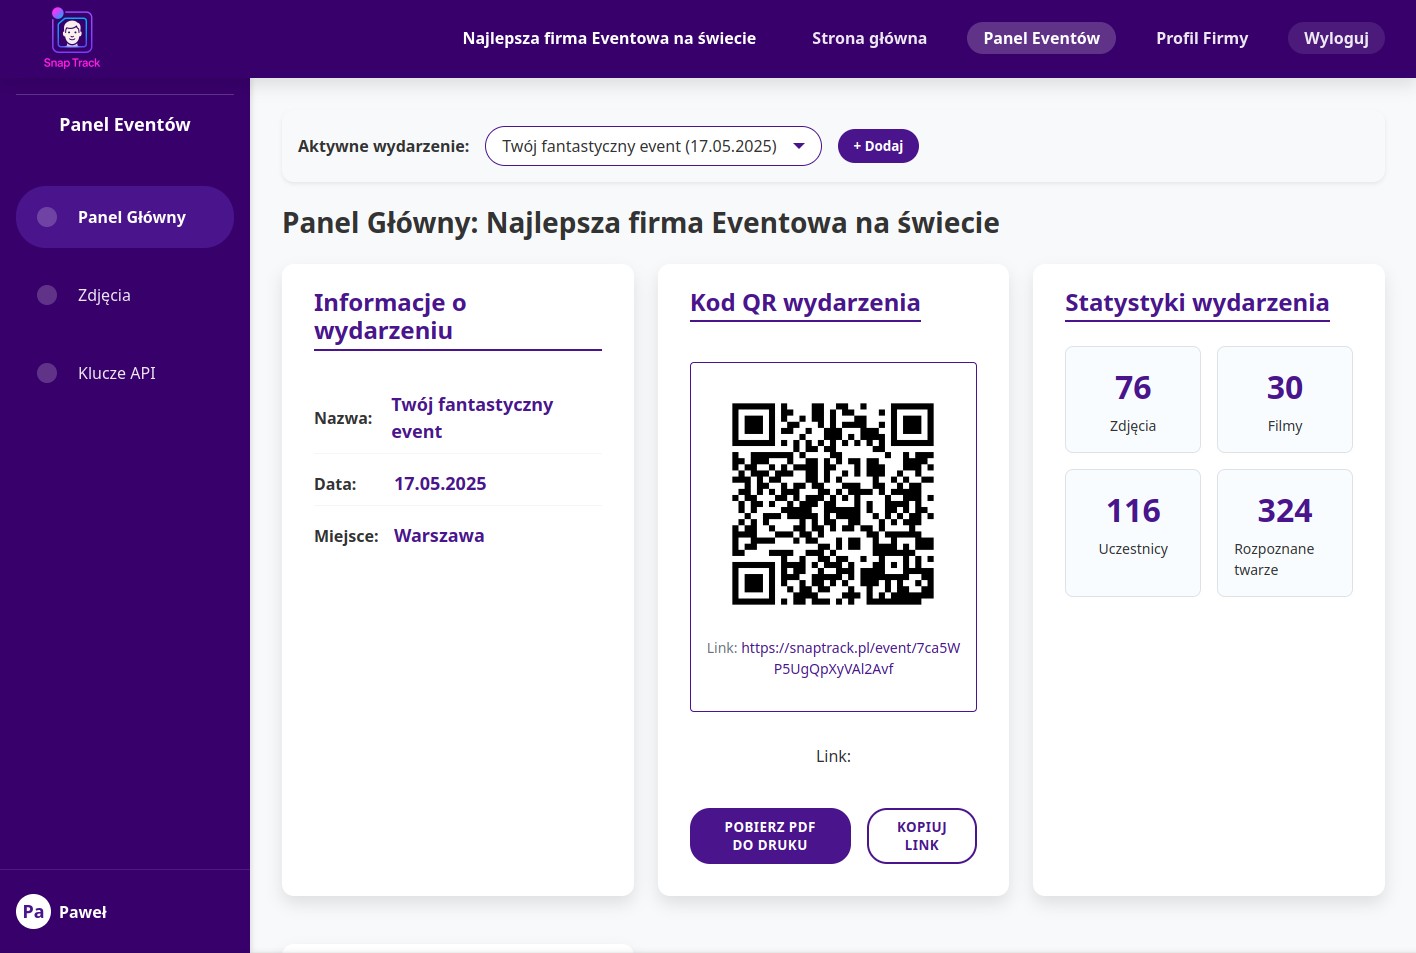 Snap Track
Najlepsza firma Eventowa na świecie
Strona główna
Panel Eventów
Profil Firmy
Wyloguj
Panel Eventów
Panel Główny
Zdjęcia
Klucze API
Pa
Paweł
Aktywne wydarzenie:
Twój fantastyczny event (17.05.2025)
+ Dodaj
Panel Główny: Najlepsza firma Eventowa na świecie
Informacje o
wydarzeniu
Nazwa:
Twój fantastyczny
event
Data:
17.05.2025
Miejsce:
Warszawa
Kod QR wydarzenia
Link: https://snaptrack.pl/event/7ca5W
P5UgQpXyVAl2Avf
Link:
POBIERZ PDF
DO DRUKU
KOPIUJ
LINK
Statystyki wydarzenia
76
Zdjęcia
30
Filmy
116
Uczestnicy
324
Rozpoznane
twarze